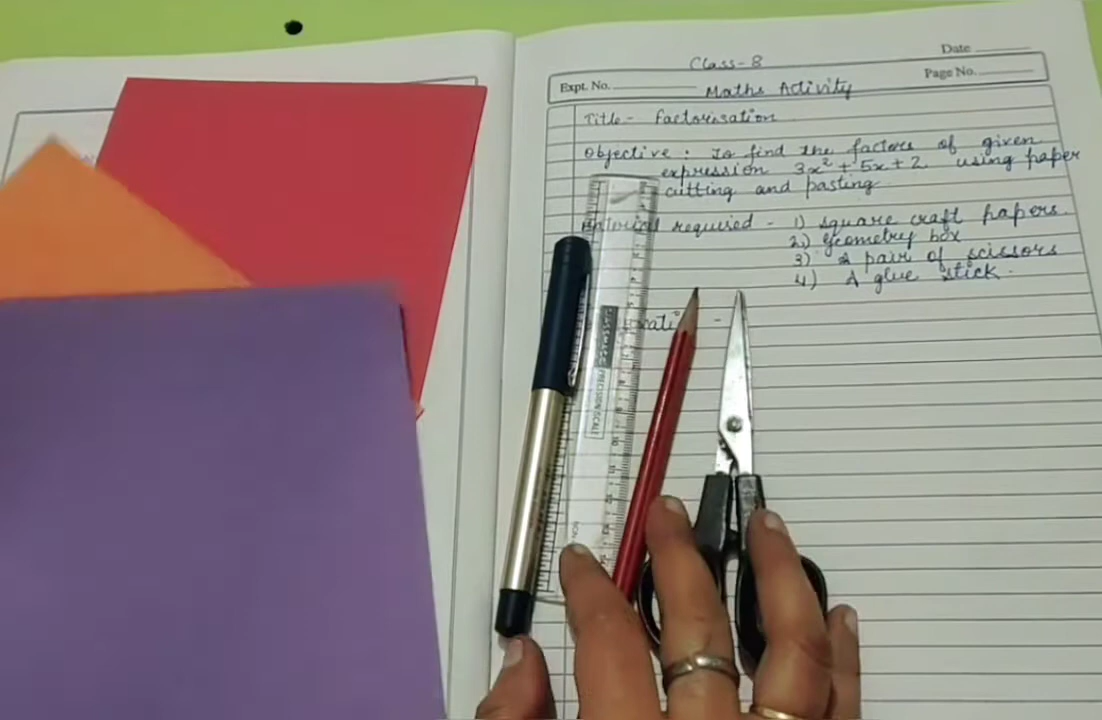 Class-8
Date
Expt. No.
Maths Activity
Page No.
Title - Factorisation
Objective : To find the factors of given
expression 3x² + 5x + 2 using paper
cutting and pasting
Material required - 1) square craft papers.
2) Geometry box
3) A pair of scissors
4) A glue stick.